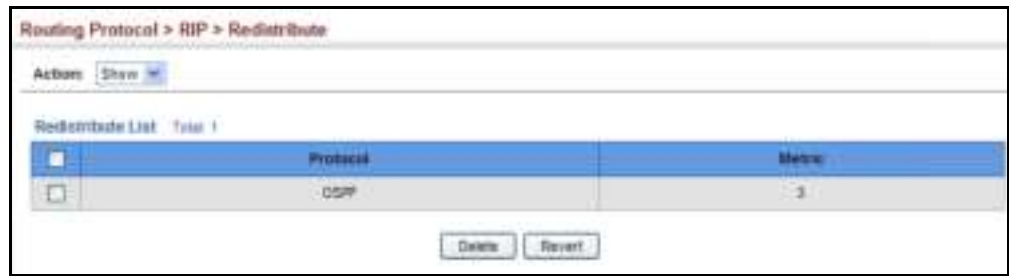 Routing Protocol > RIP > Redistribute
Action: Show
Redistribute List Total: 1
Protocol Metric
OSPF 3
Delete Revert